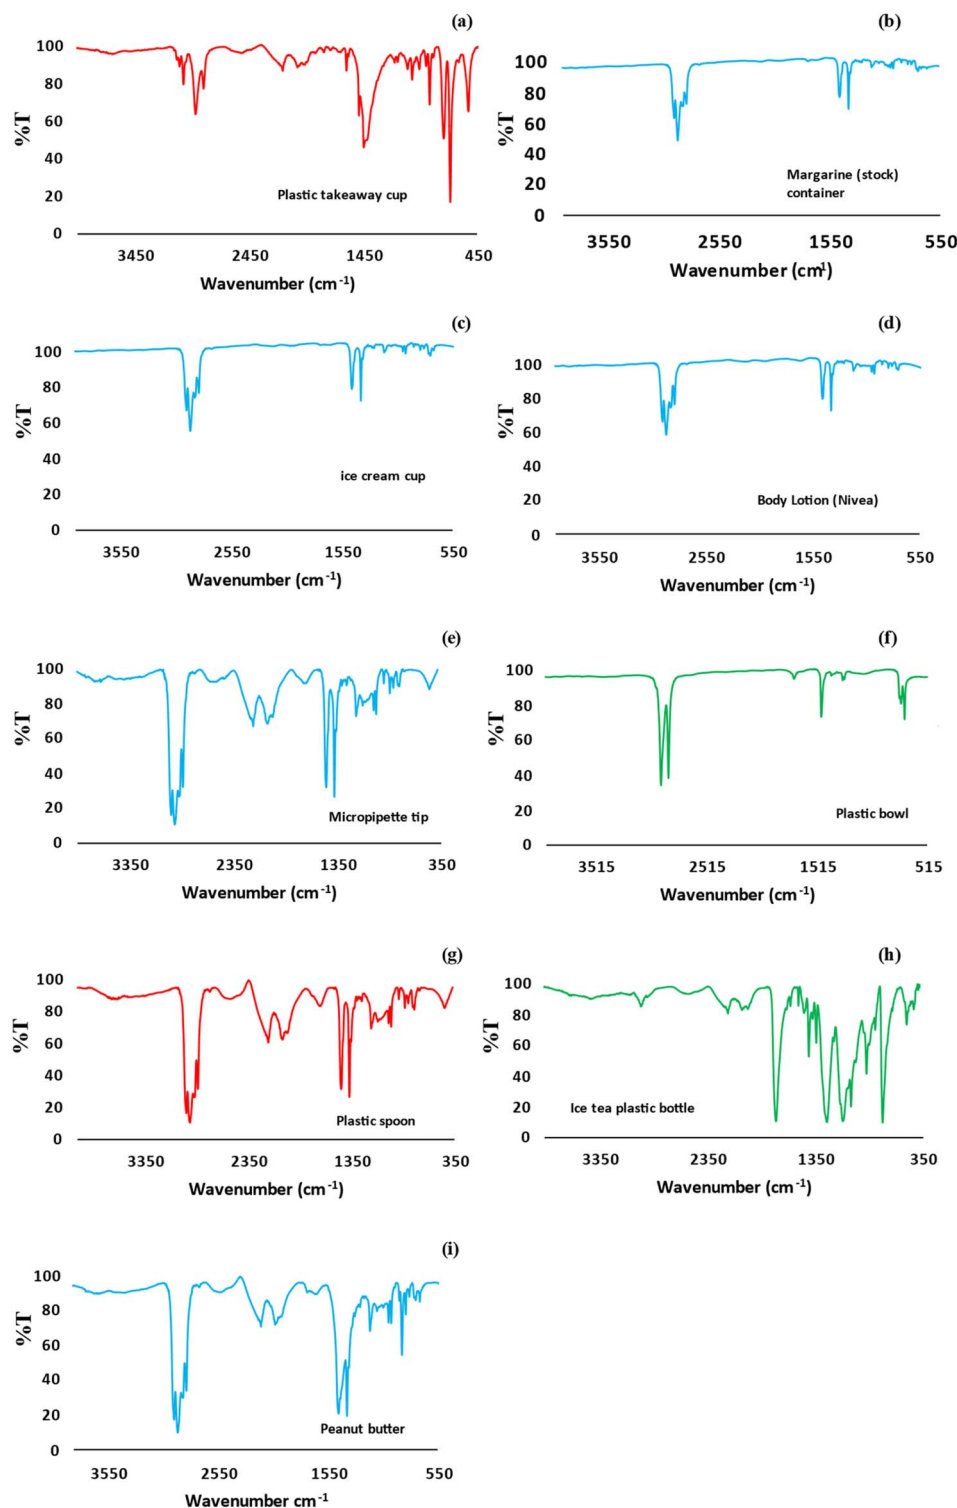 (a)
100
80
60
40
20
0
%T
Plastic takeaway cup
3450 2450 1450 450
Wavenumber (cm-1)
(b)
100
80
60
40
20
0
%T
Margarine (stock)
container
3550 2550 1550 550
Wavenumber (cm1)
(c)
100
80
60
40
20
0
%T
ice cream cup
3550 2550 1550 550
Wavenumber (cm-1)
(d)
100
80
60
40
20
0
%T
Body Lotion (Nivea)
3550 2550 1550 550
Wavenumber (cm-1)
(e)
100
80
60
40
20
0
%T
Micropipette tip
3350 2350 1350 350
Wavenumber (cm-1)
(f)
100
80
60
40
20
0
%T
Plastic bowl
3515 2515 1515 515
Wavenumber (cm-1)
(g)
100
80
60
40
20
0
%T
Plastic spoon
3350 2350 1350 350
Wavenumber (cm-1)
(h)
100
80
60
40
20
0
%T
Ice tea plastic bottle
3350 2350 1350 350
Wavenumber (cm-1)
(i)
100
80
60
40
20
0
%T
Peanut butter
3550 2550 1550 550
Wavenumber cm-1